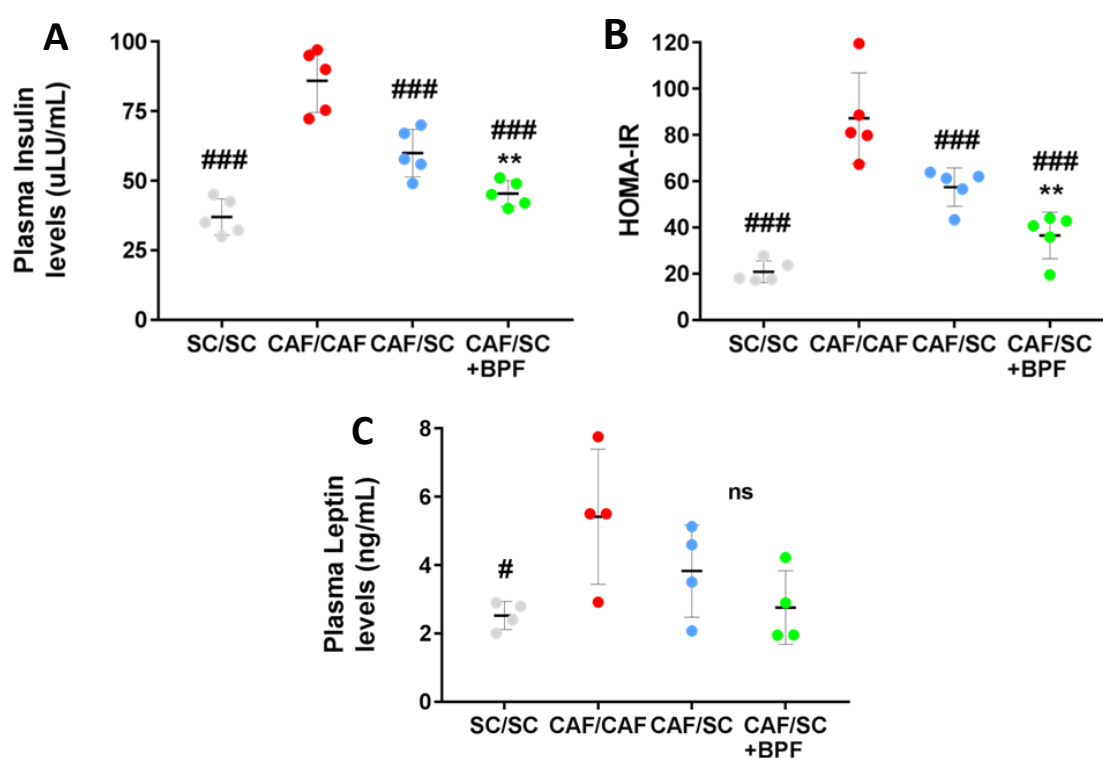 A
Plasma Insulin
levels (uLU/mL)
100
75
50
25
0
###
###
###
**
SC/SC CAF/CAF CAF/SC CAF/SC
+BPF
B
HOMA-IR
120
100
80
60
40
20
0
###
###
###
**
SC/SC CAF/CAF CAF/SC CAF/SC
+BPF
C
Plasma Leptin
levels (ng/mL)
8
6
4
2
0
#
ns
SC/SC CAF/CAF CAF/SC CAF/SC
+BPF